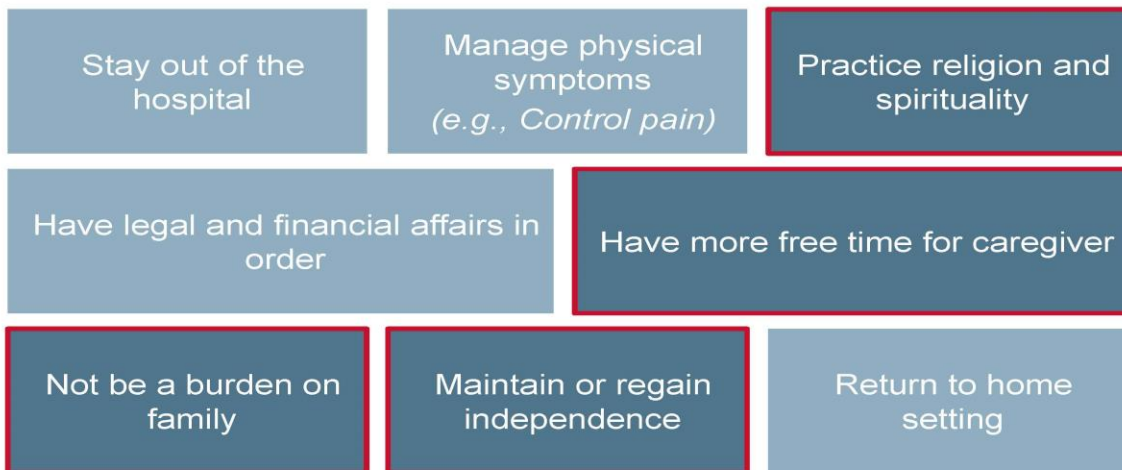 Stay out of the
hospital
Manage physical
symptoms
(e.g., Control pain)
Practice religion and
spirituality
Have legal and financial affairs in
order
Have more free time for caregiver
Not be a burden on
family
Maintain or regain
independence
Return to home
setting